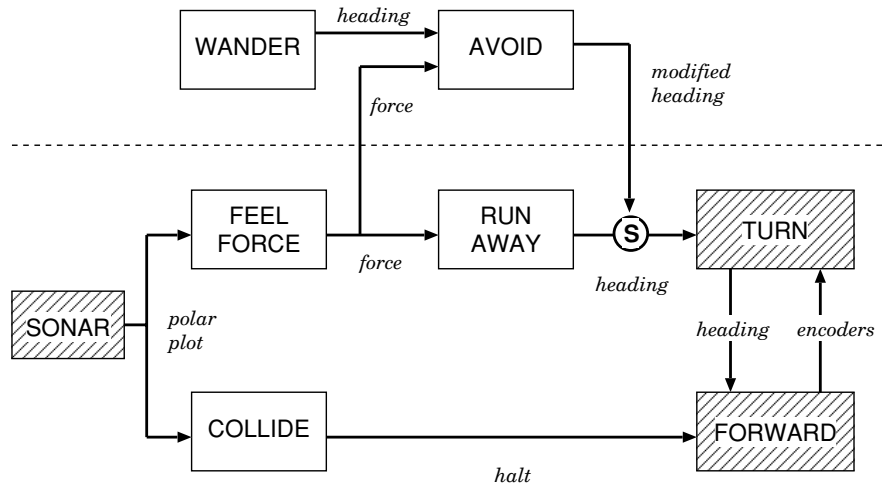 heading
WANDER
AVOID
modified
heading
force
FEEL
FORCE
RUN
AWAY
S
TURN
force
heading
SONAR
polar
plot
heading
encoders
COLLIDE
FORWARD
halt